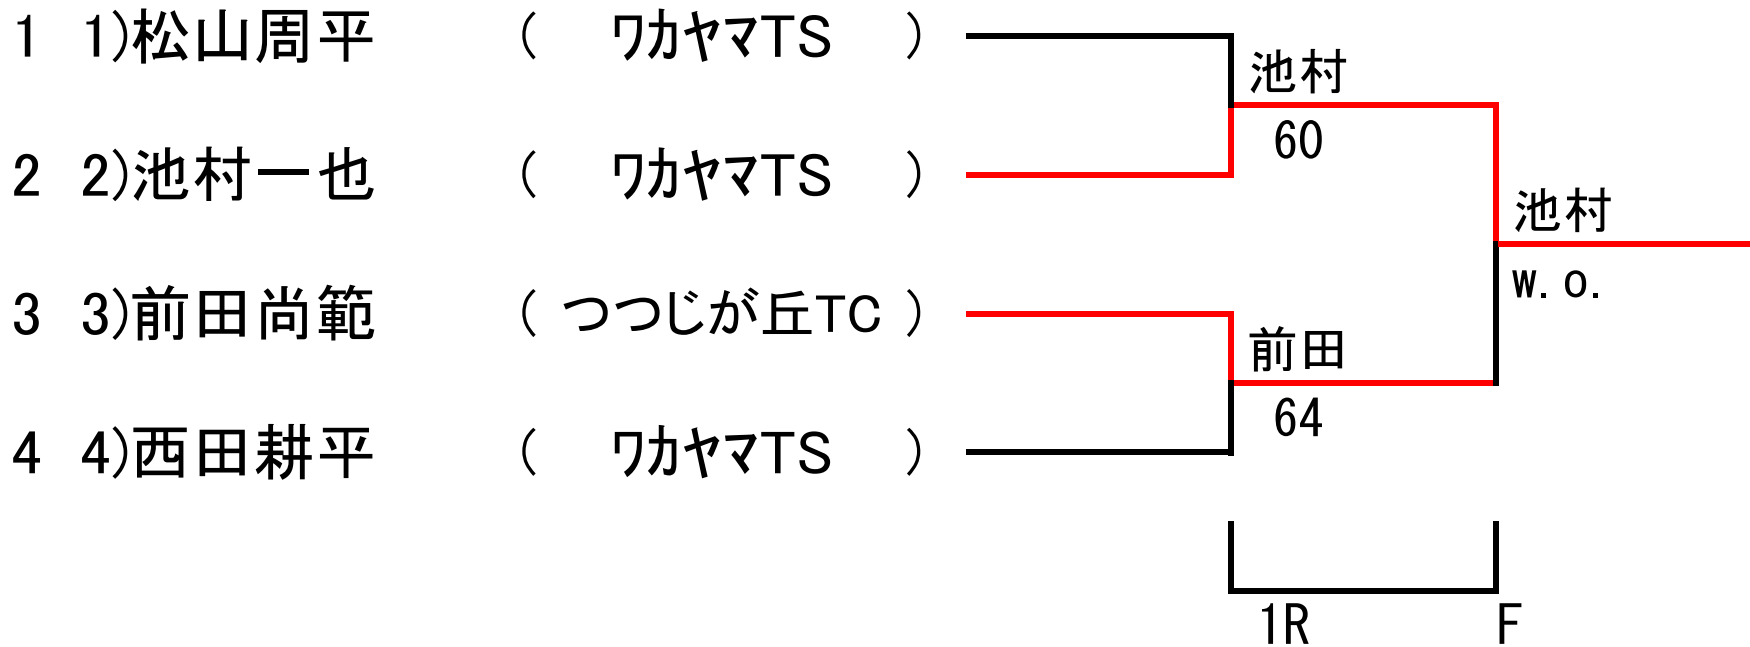 1 1)松山周平 ( ワカヤマTS )
池村
60
2 2)池村一也 ( ワカヤマTS )
池村
w.o.
3 3)前田尚範 ( つつじが丘TC )
前田
64
4 4)西田耕平 ( ワカヤマTS )
1R F